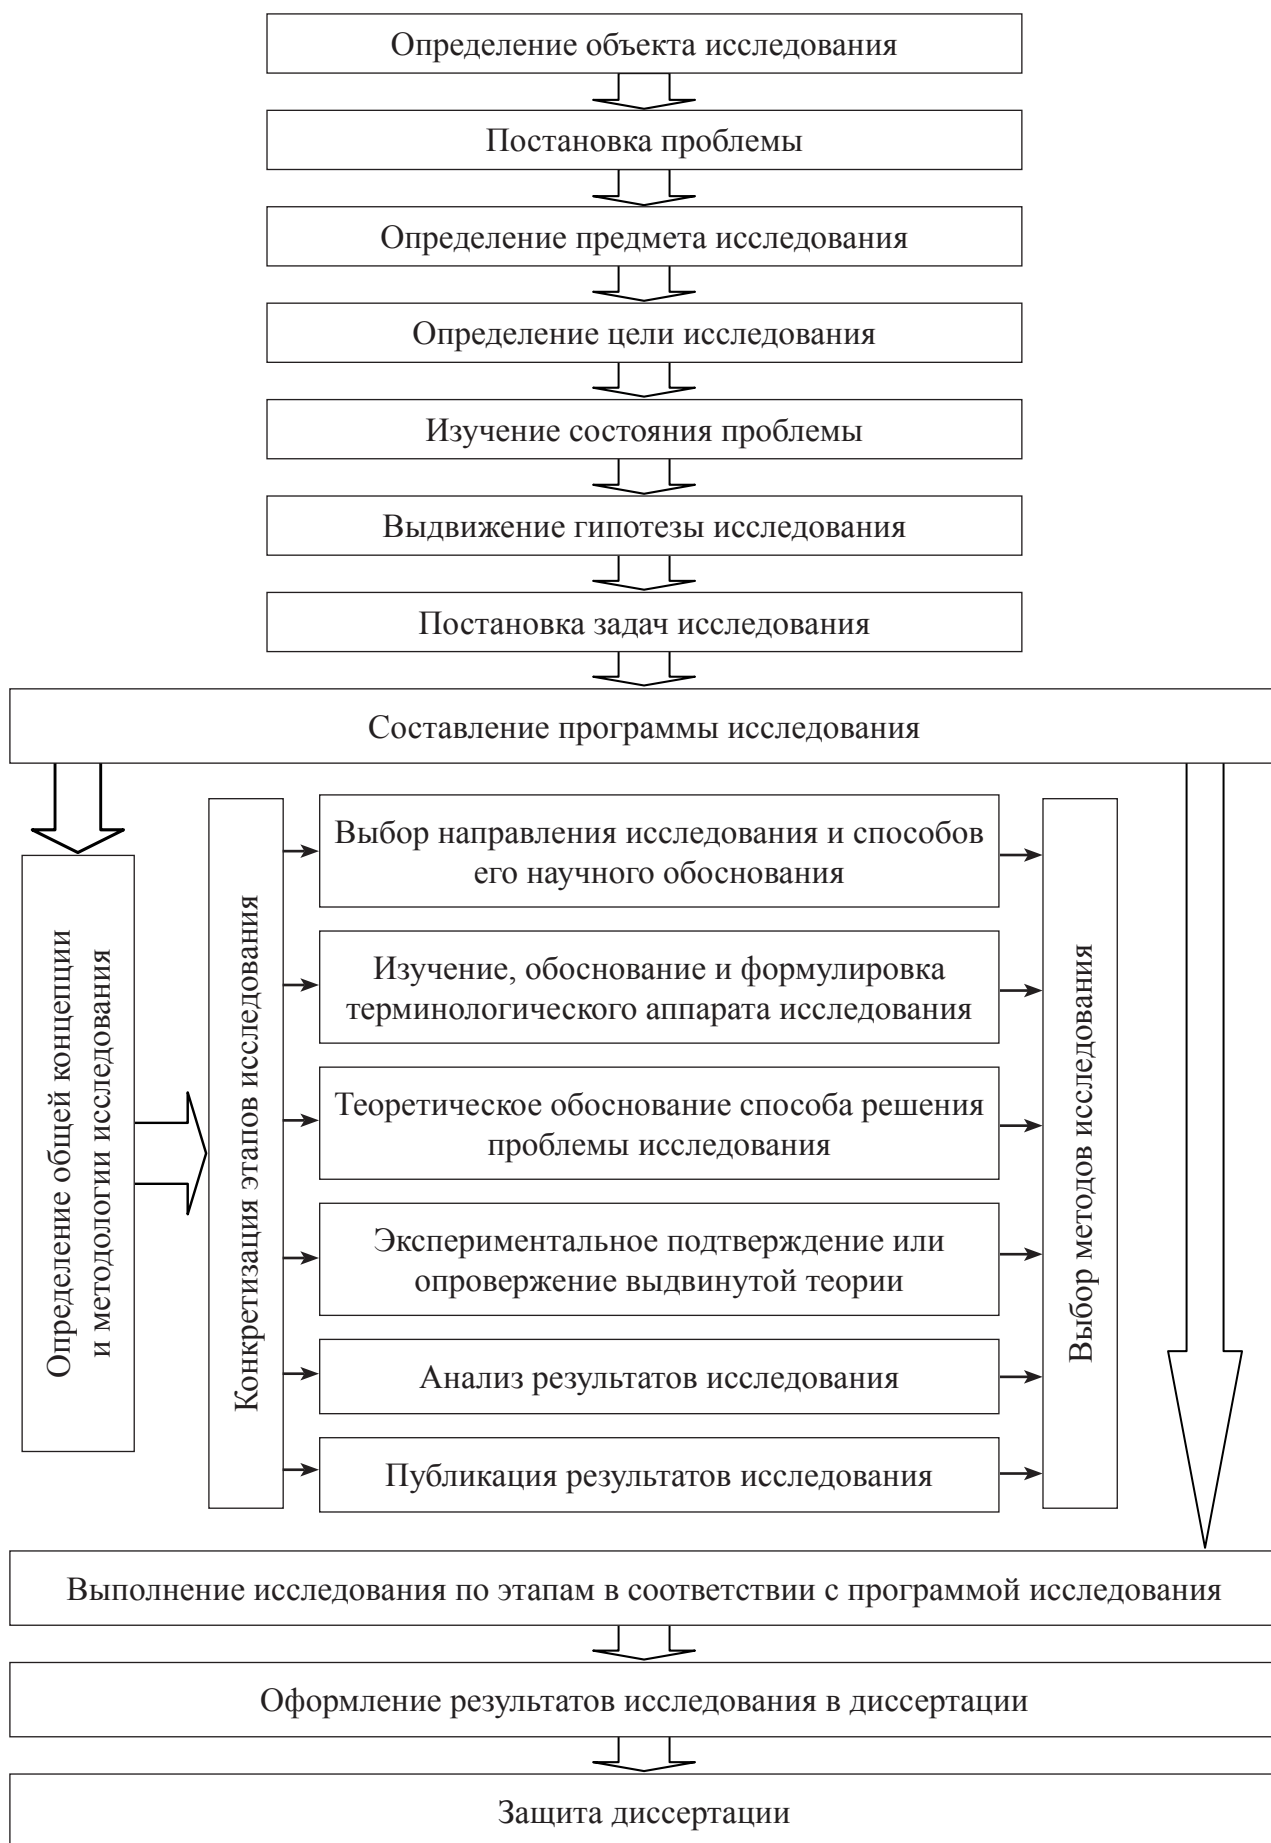 Определение объекта исследования
Постановка проблемы
Определение предмета исследования
Определение цели исследования
Изучение состояния проблемы
Выдвижение гипотезы исследования
Постановка задач исследования
Составление программы исследования
Определение общей концепции
и методологии исследования
Конкретизация этапов исследования
Выбор направления исследования и способов
его научного обоснования
Изучение, обоснование и формулировка
терминологического аппарата исследования
Теоретическое обоснование способа решения
проблемы исследования
Экспериментальное подтверждение или
опровержение выдвинутой теории
Анализ результатов исследования
Публикация результатов исследования
Выбор методов исследования
Выполнение исследования по этапам в соответствии с программой исследования
Оформление результатов исследования в диссертации
Защита диссертации